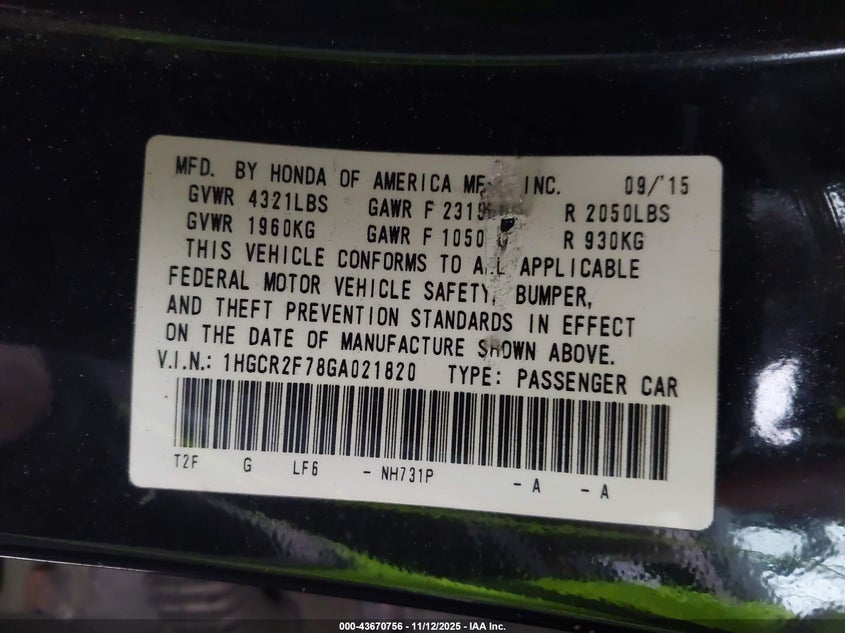 MFD. BY HONDA OF AMERICA INC. 09/'15
GVWR 4321LBS GAWR F 2319 R 2050LBS
GVWR 1960KG GAWR F 1050 R 930KG
THIS VEHICLE CONFORMS TO APPLICABLE
FEDERAL MOTOR VEHICLE SAFETY, BUMPER,
AND THEFT PREVENTION STANDARDS IN EFFECT
ON THE DATE OF MANUFACTURE SHOWN ABOVE.
V.I.N.: 1HGCR2F78GA021820 TYPE: PASSENGER CAR
T2F G LF6 - NH731P - A - A
000-43670756 - 11/12/2025 - IAA Inc.